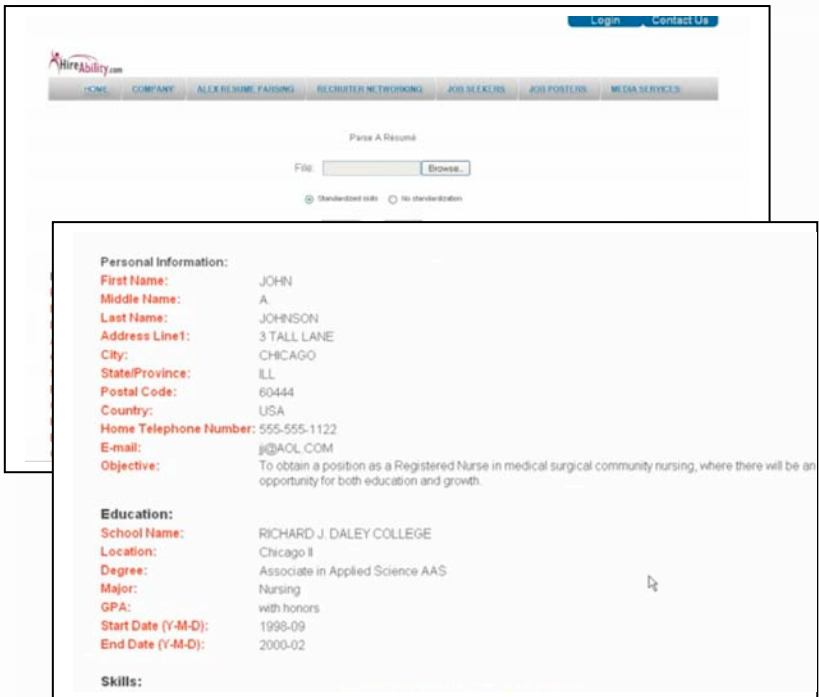 Login Contact Us
HireAbility.com
HOME COMPANY ALEX RESUME PARSING RECRUITER NETWORKING JOB SEEKERS JOB POSTERS MEDIA SERVICES
Parse A Résumé
File: Browse..
Standardized skills No standardization
Personal Information:
First Name: JOHN
Middle Name: A.
Last Name: JOHNSON
Address Line1: 3 TALL LANE
City: CHICAGO
State/Province: ILL
Postal Code: 60444
Country: USA
Home Telephone Number: 555-555-1122
E-mail: jj@AOL.COM
Objective: To obtain a position as a Registered Nurse in medical surgical community nursing, where there will be an
opportunity for both education and growth.
Education:
School Name: RICHARD J. DALEY COLLEGE
Location: Chicago Il
Degree: Associate in Applied Science AAS
Major: Nursing
GPA: with honors
Start Date (Y-M-D): 1998-09
End Date (Y-M-D): 2000-02
Skills: